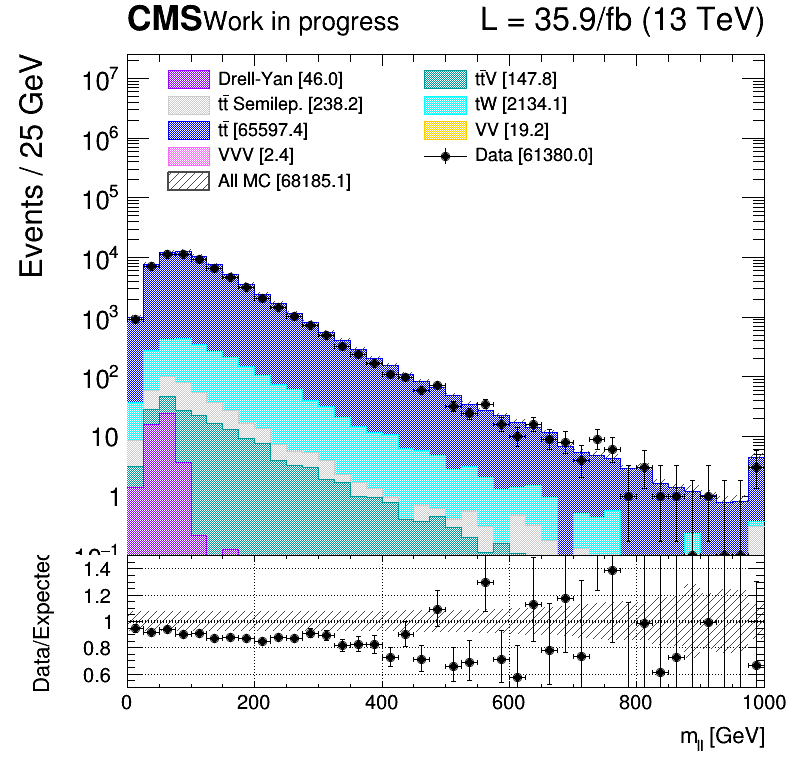 CMS Work in progress L = 35.9/fb (13 TeV)
Events / 25 GeV
10⁷
10⁶
10⁵
10⁴
10³
10²
10
1
10⁻¹
Drell-Yan [46.0]
tt̄ Semilep. [238.2]
tt̄ [65597.4]
VVV [2.4]
All MC [68185.1]
tt̄V [147.8]
tW [2134.1]
VV [19.2]
Data [61380.0]
Data/Expected
1.4
1.2
1
0.8
0.6
0 200 400 600 800 1000
m_ll [GeV]